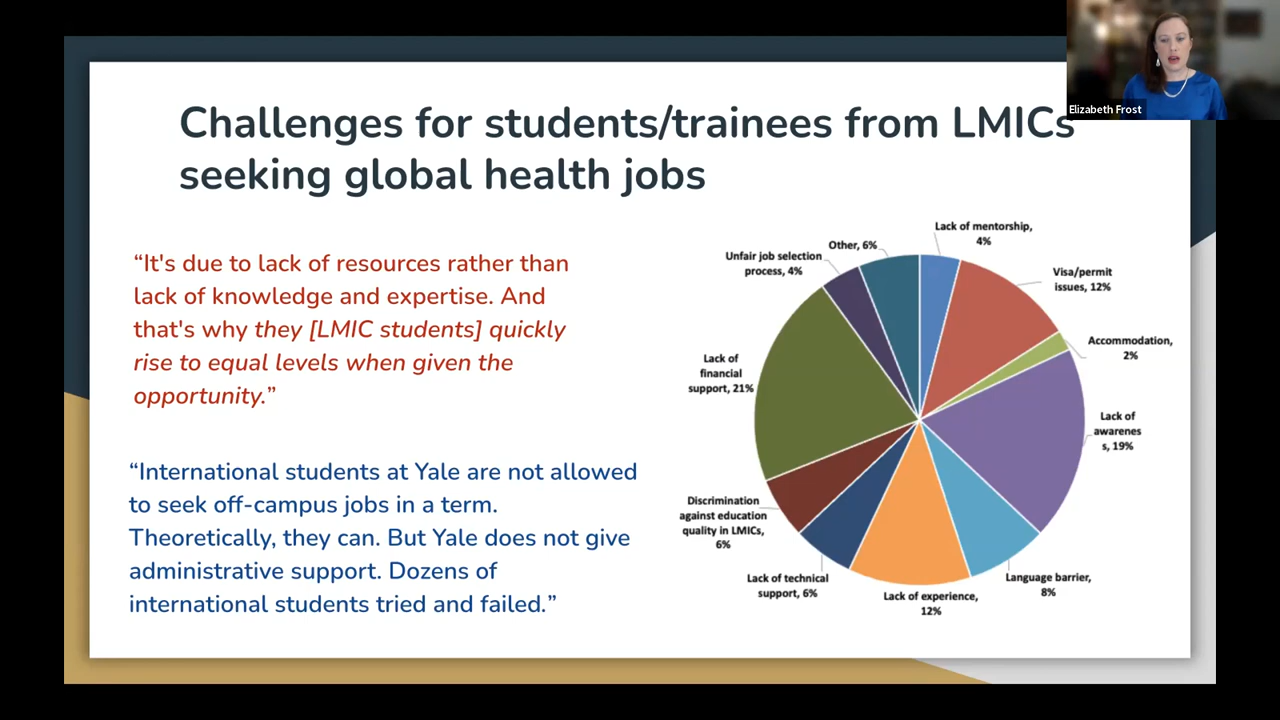 Elizabeth Frost
Challenges for students/trainees from LMICs
seeking global health jobs
“It's due to lack of resources rather than
lack of knowledge and expertise. And
that's why they [LMIC students] quickly
rise to equal levels when given the
opportunity.”
“International students at Yale are not allowed
to seek off-campus jobs in a term.
Theoretically, they can. But Yale does not give
administrative support. Dozens of
international students tried and failed.”
Lack of mentorship,
4%
Visa/permit
issues, 12%
Accommodation,
2%
Lack of
awarenes
s, 19%
Language barrier,
8%
Lack of experience,
12%
Lack of technical
support, 6%
Discrimination
against education
quality in LMICs,
6%
Lack of
financial
support, 21%
Unfair job selection
process, 4%
Other, 6%